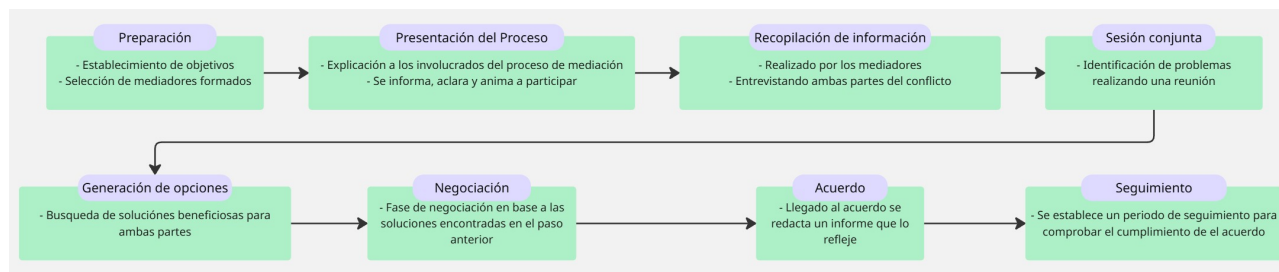 Preparación
- Establecimiento de objetivos
- Selección de mediadores formados
Presentación del Proceso
- Explicación a los involucrados del proceso de mediación
- Se informa, aclara y anima a participar
Recopilación de información
- Realizado por los mediadores
- Entrevistando ambas partes del conflicto
Sesión conjunta
- Identificación de problemas
realizando una reunión
Generación de opciones
- Busqueda de soluciónes beneficiosas para
ambas partes
Negociación
- Fase de negociación en base a las
soluciones encontradas en el paso
anterior
Acuerdo
- Llegado al acuerdo se
redacta un informe que lo
refleje
Seguimiento
- Se establece un periodo de seguimiento para
comprobar el cumplimiento de el acuerdo